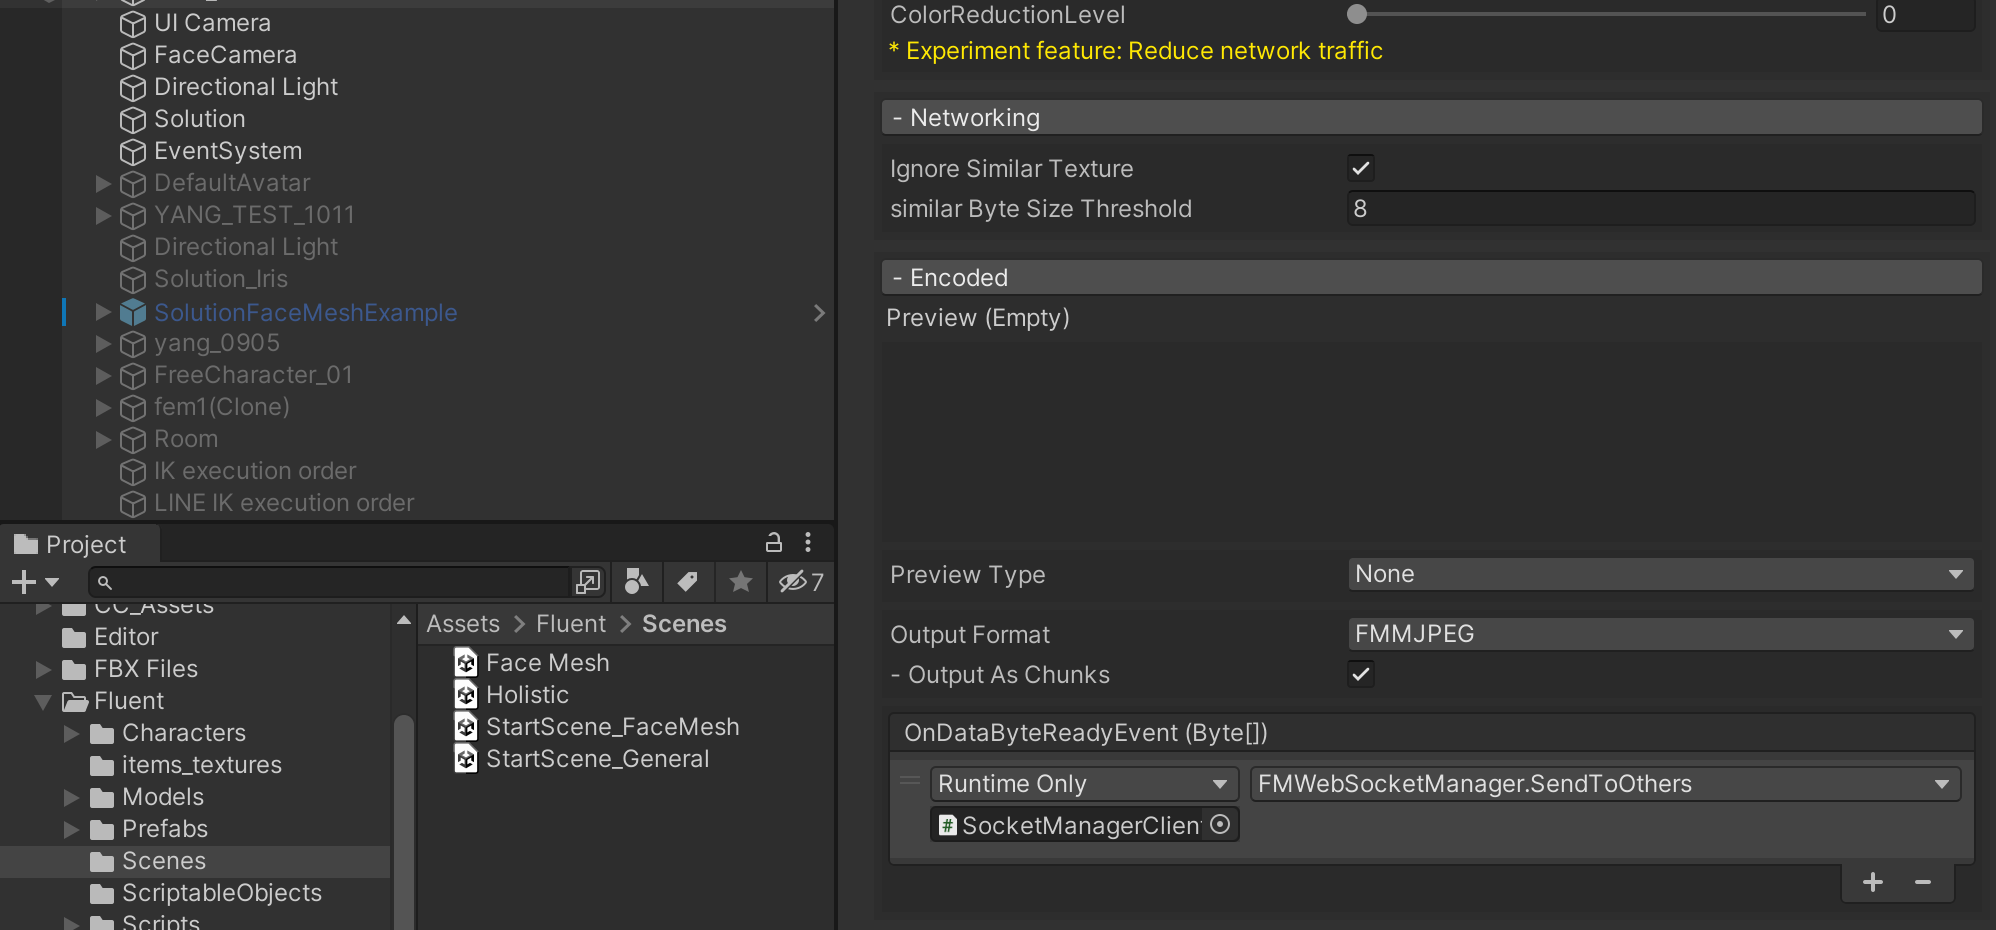 UI Camera
FaceCamera
Directional Light
Solution
EventSystem
DefaultAvatar
YANG_TEST_1011
Directional Light
Solution_Iris
SolutionFaceMeshExample
yang_0905
FreeCharacter_01
fem1(Clone)
Room
IK execution order
LINE IK execution order
Project
7
CC_Assets
Editor
FBX Files
Fluent
Characters
items_textures
Models
Prefabs
Scenes
ScriptableObjects
Scripts
Assets > Fluent > Scenes
Face Mesh
Holistic
StartScene_FaceMesh
StartScene_General
ColorReductionLevel 0
* Experiment feature: Reduce network traffic
- Networking
Ignore Similar Texture
similar Byte Size Threshold 8
- Encoded
Preview (Empty)
Preview Type None
Output Format FMMJPEG
- Output As Chunks
OnDataByteReadyEvent (Byte[])
Runtime Only FMWebSocketManager.SendToOthers
# SocketManagerClien